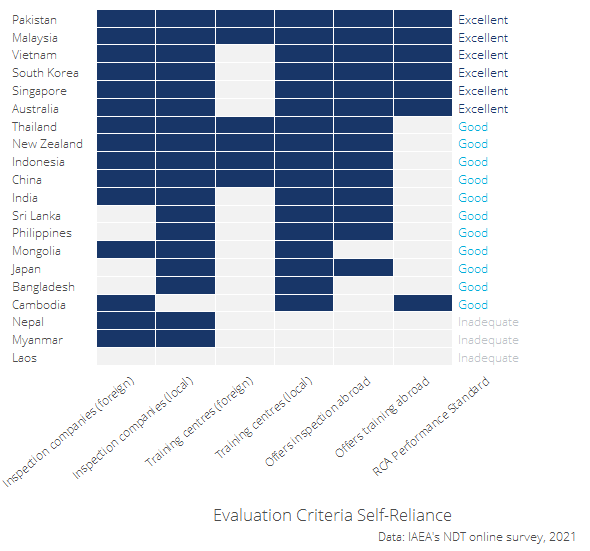 Pakistan Excellent
Malaysia Excellent
Vietnam Excellent
South Korea Excellent
Singapore Excellent
Australia Excellent
Thailand Good
New Zealand Good
Indonesia Good
China Good
India Good
Sri Lanka Good
Philippines Good
Mongolia Good
Japan Good
Bangladesh Good
Cambodia Good
Nepal Inadequate
Myanmar Inadequate
Laos Inadequate
Inspection companies (foreign)
Inspection companies (local)
Training centres (foreign)
Training centres (local)
Offers inspection abroad
Offers training abroad
RCA Performance Standard
Evaluation Criteria Self-Reliance
Data: IAEA's NDT online survey, 2021